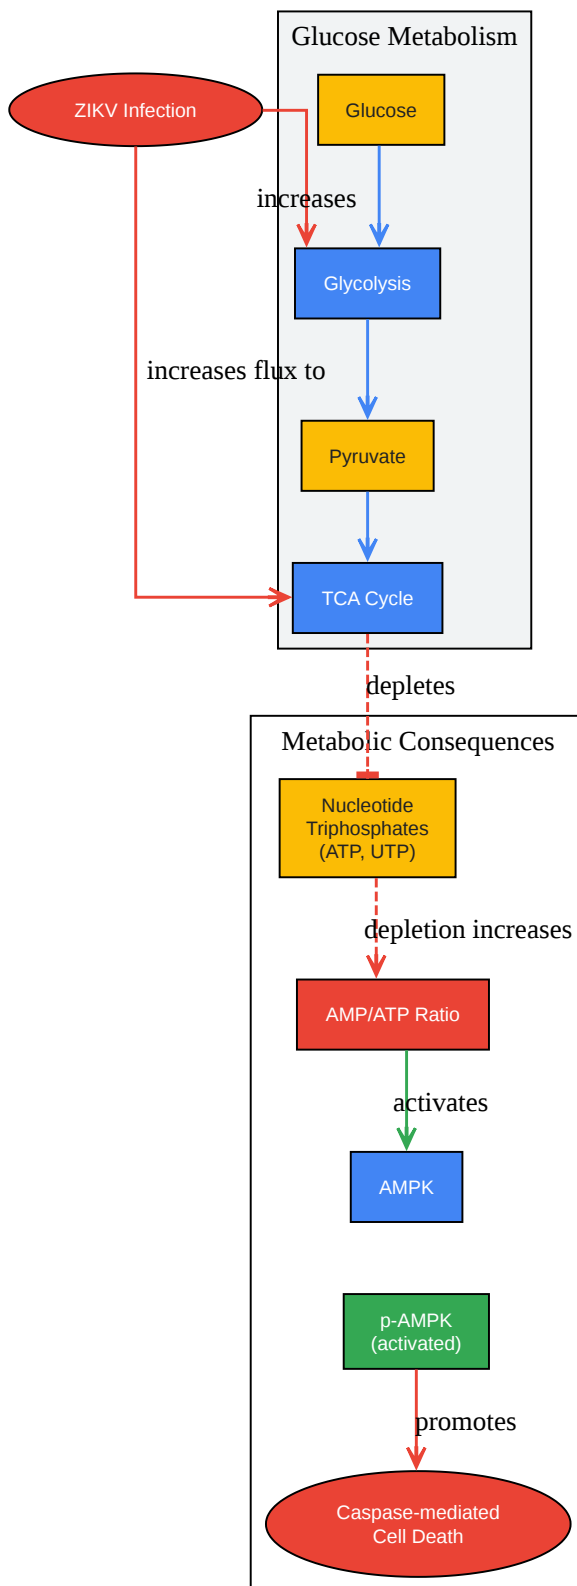 Glucose Metabolism
ZIKV Infection
Glucose
increases
Glycolysis
increases flux to
Pyruvate
TCA Cycle
depletes
Metabolic Consequences
Nucleotide
Triphosphates
(ATP, UTP)
depletion increases
AMP/ATP Ratio
activates
AMPK
p-AMPK
(activated)
promotes
Caspase-mediated
Cell Death